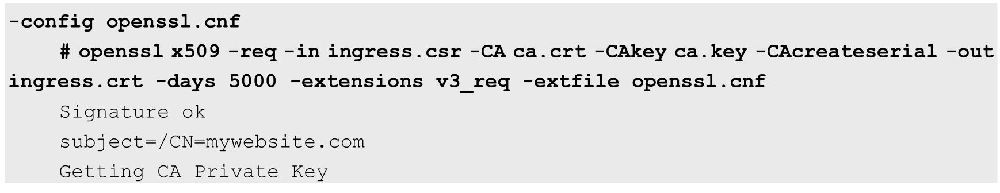 -config openssl.cnf
# openssl x509 -req -in ingress.csr -CA ca.crt -CAkey ca.key -CAcreateserial -out
ingress.crt -days 5000 -extensions v3_req -extfile openssl.cnf
Signature ok
subject=/CN=mywebsite.com
Getting CA Private Key